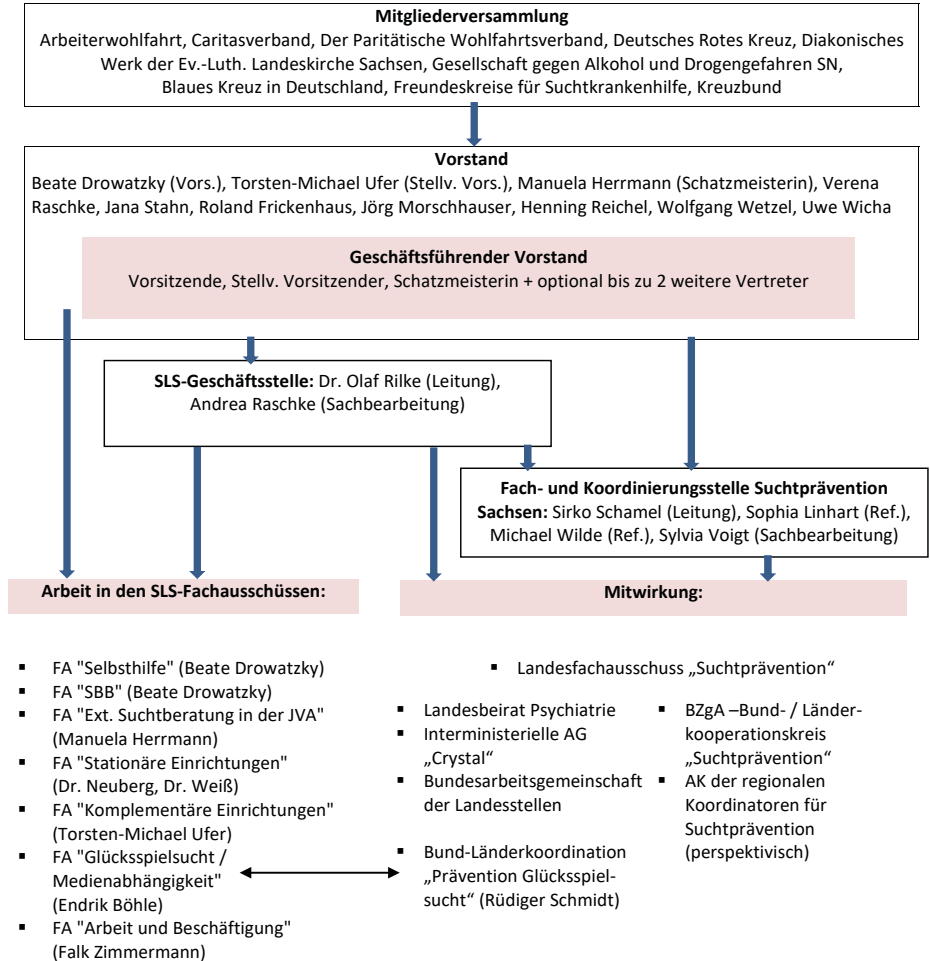 Mitgliederversammlung
Arbeiterwohlfahrt, Caritasverband, Der Paritätische Wohlfahrtsverband, Deutsches Rotes Kreuz, Diakonisches
Werk der Ev.-Luth. Landeskirche Sachsen, Gesellschaft gegen Alkohol und Drogengefahren SN,
Blaues Kreuz in Deutschland, Freundeskreise für Suchtkrankenhilfe, Kreuzbund
Vorstand
Beate Drowatzky (Vors.), Torsten-Michael Ufer (Stellv. Vors.), Manuela Herrmann (Schatzmeisterin), Verena
Raschke, Jana Stahn, Roland Frickenhaus, Jörg Morschhauser, Henning Reichel, Wolfgang Wetzel, Uwe Wicha
Geschäftsführender Vorstand
Vorsitzende, Stellv. Vorsitzender, Schatzmeisterin + optional bis zu 2 weitere Vertreter
SLS-Geschäftsstelle: Dr. Olaf Rilke (Leitung),
Andrea Raschke (Sachbearbeitung)
Fach- und Koordinierungsstelle Suchtprävention
Sachsen: Sirko Schamel (Leitung), Sophia Linhart (Ref.),
Michael Wilde (Ref.), Sylvia Voigt (Sachbearbeitung)
Arbeit in den SLS-Fachausschüssen:
▪ FA "Selbsthilfe" (Beate Drowatzky)
▪ FA "SBB" (Beate Drowatzky)
▪ FA "Ext. Suchtberatung in der JVA"
(Manuela Herrmann)
▪ FA "Stationäre Einrichtungen"
(Dr. Neuberg, Dr. Weiß)
▪ FA "Komplementäre Einrichtungen"
(Torsten-Michael Ufer)
▪ FA "Glücksspielsucht /
Medienabhängigkeit"
(Endrik Böhle)
▪ FA "Arbeit und Beschäftigung"
(Falk Zimmermann)
Mitwirkung:
▪ Landesfachausschuss „Suchtprävention"
▪ Landesbeirat Psychiatrie
▪ Interministerielle AG
„Crystal"
▪ Bundesarbeitsgemeinschaft
der Landesstellen
▪ Bund-Länderkoordination
„Prävention Glücksspiel-
sucht" (Rüdiger Schmidt)
▪ BZgA –Bund- / Länder-
kooperationskreis
„Suchtprävention"
▪ AK der regionalen
Koordinatoren für
Suchtprävention
(perspektivisch)